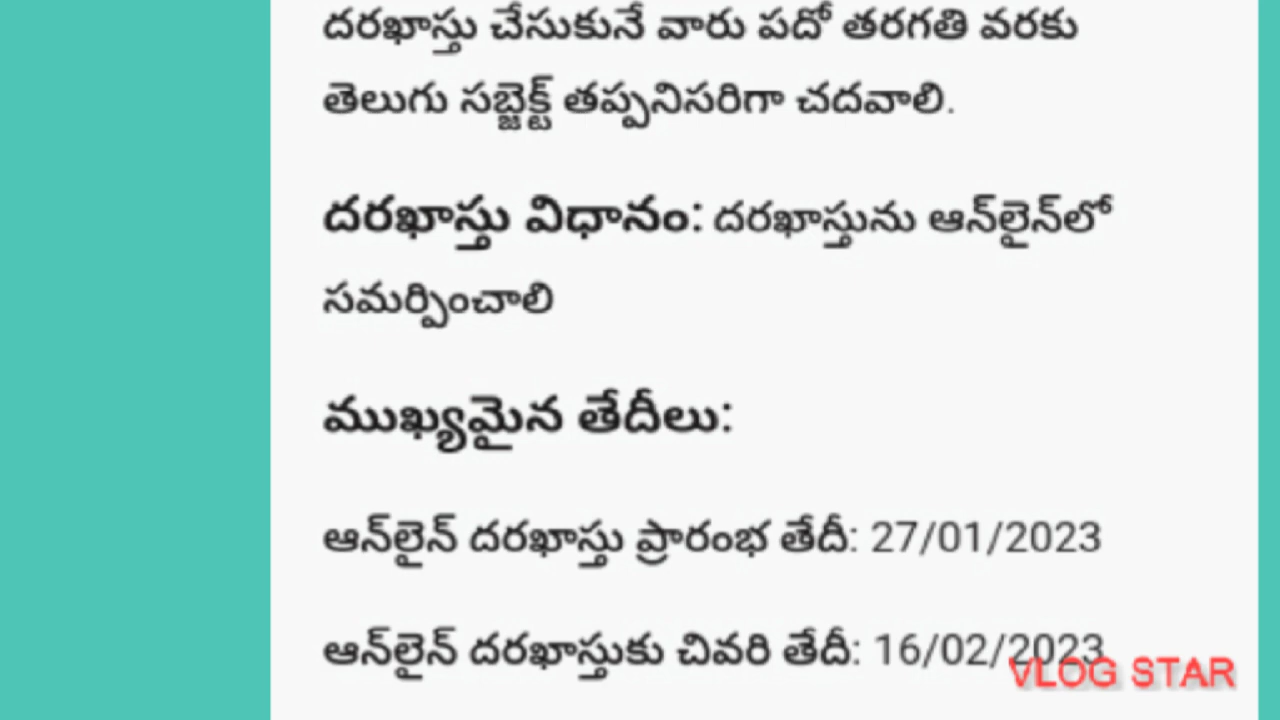 దరఖాస్తు చేసుకునే వారు పదో తరగతి వరకు
తెలుగు సబ్జెక్ట్ తప్పనిసరిగా చదవాలి.
దరఖాస్తు విధానం: దరఖాస్తును ఆన్‌లైన్‌లో
సమర్పించాలి
ముఖ్యమైన తేదీలు:
ఆన్‌లైన్ దరఖాస్తు ప్రారంభ తేదీ: 27/01/2023
ఆన్‌లైన్ దరఖాస్తుకు చివరి తేదీ: 16/02/2023
VLOG STAR